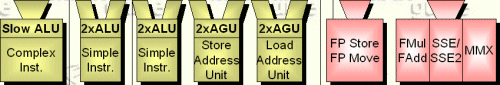 Slow ALU
Complex
Inst.
2xALU
Simple
Instr.
2xALU
Simple
Instr.
2xAGU
Store
Address
Unit
2xAGU
Load
Address
Unit
FP Store
FP Move
FMul
FAdd
SSE/
SSE2
MMX